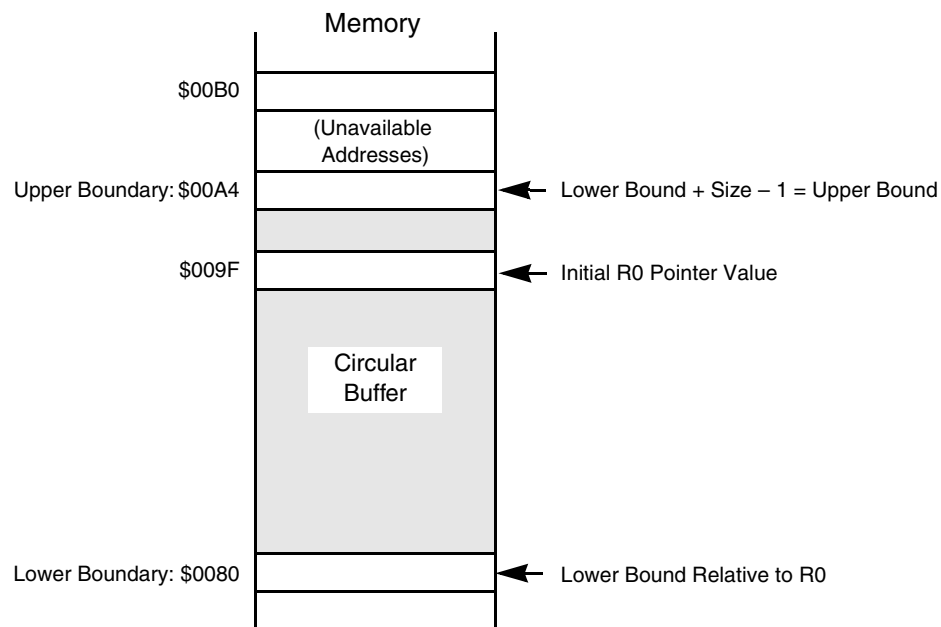 Memory
$00B0
(Unavailable
Addresses)
Upper Boundary: $00A4
Lower Bound + Size – 1 = Upper Bound
$009F
Initial R0 Pointer Value
Circular
Buffer
Lower Boundary: $0080
Lower Bound Relative to R0